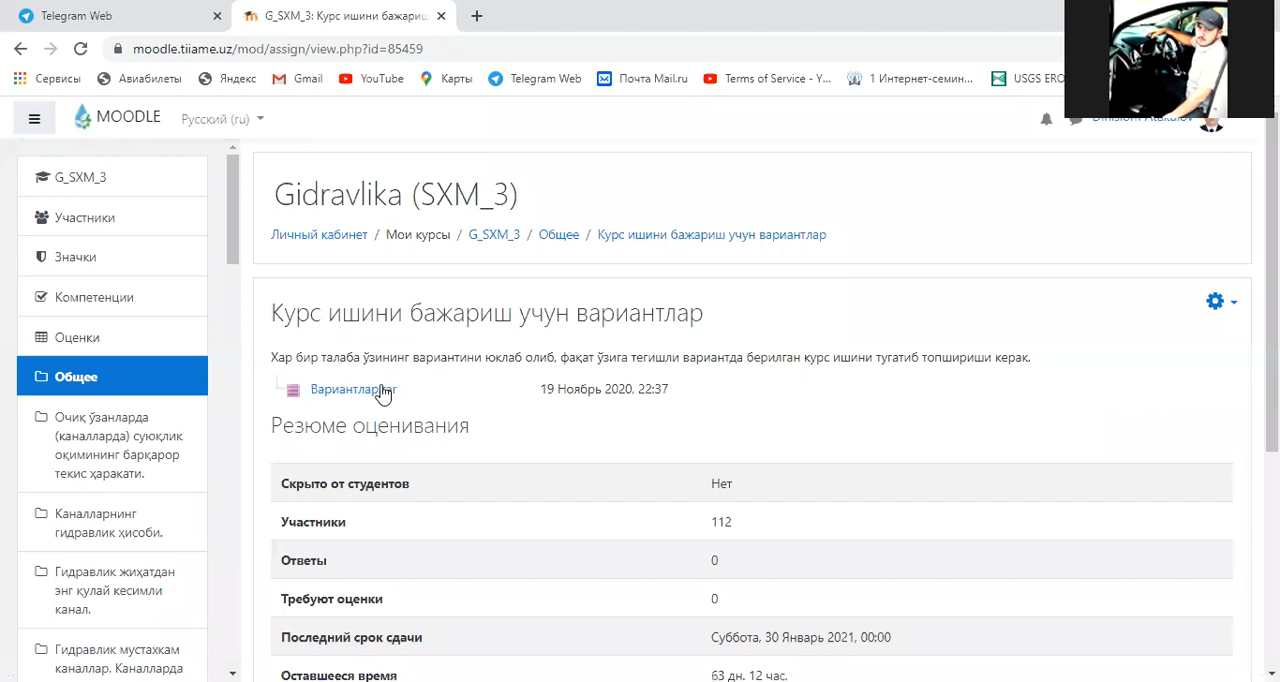 Telegram Web
G_SXM_3: Курс ишини бажариш
moodle.tiiame.uz/mod/assign/view.php?id=85459
Сервисы Авиабилеты Яндекс Gmail YouTube Карты Telegram Web Почта Mail.ru Terms of Service - Y... 1 Интернет-семин... USGS ERO
MOODLE Русский (ru)
G_SXM_3
Участники
Значки
Компетенции
Оценки
Общее
Очиқ ўзанларда
(каналларда) суюқлик
оқимининг барқарор
текис ҳаракати.
Каналларнинг
гидравлик ҳисоби.
Гидравлик жиҳатдан
энг қулай кесимли
канал.
Гидравлик мустахкам
каналлар. Каналларда
Gidravlika (SXM_3)
Личный кабинет / Мои курсы / G_SXM_3 / Общее / Курс ишини бажариш учун вариантлар
Курс ишини бажариш учун вариантлар
Хар бир талаба ўзининг вариантини юклаб олиб, фақат ўзига тегишли вариантда берилган курс ишини тугатиб топшириши керак.
19 Ноябрь 2020, 22:37
Резюме оценивания
Скрыто от студентов Нет
Участники 112
Ответы 0
Требуют оценки 0
Последний срок сдачи Суббота, 30 Январь 2021, 00:00
Оставшееся время 63 дн. 12 час.